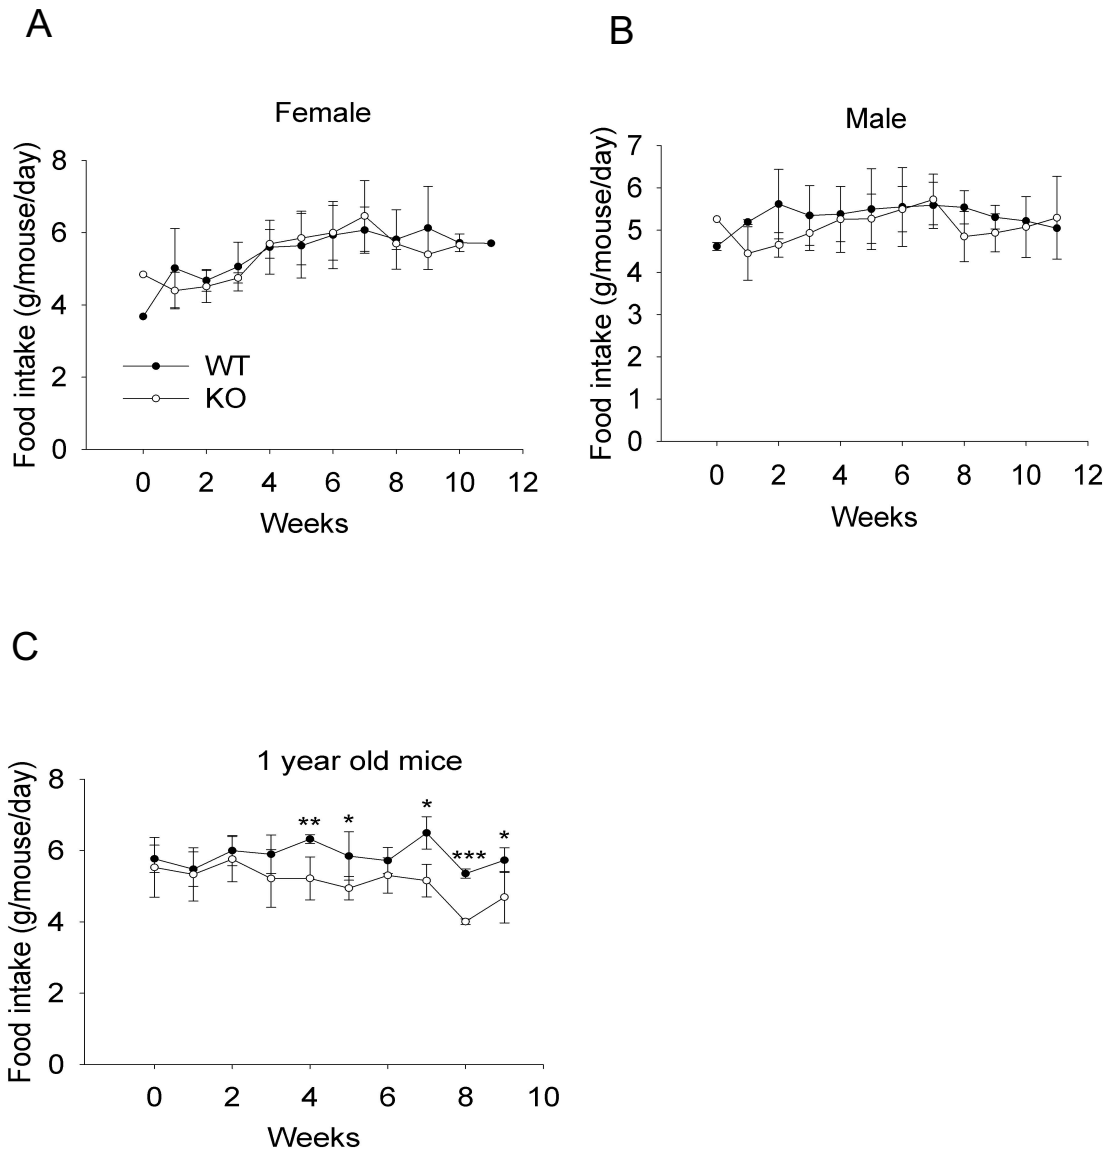 A
B
Female
Male
Food intake (g/mouse/day)
8
6
4
2
0
WT
KO
0 2 4 6 8 10 12
Weeks
Food intake (g/mouse/day)
7
6
5
4
3
2
1
0
0 2 4 6 8 10 12
Weeks
C
1 year old mice
Food intake (g/mouse/day)
8
6
4
2
0
** * * *** *
0 2 4 6 8 10
Weeks